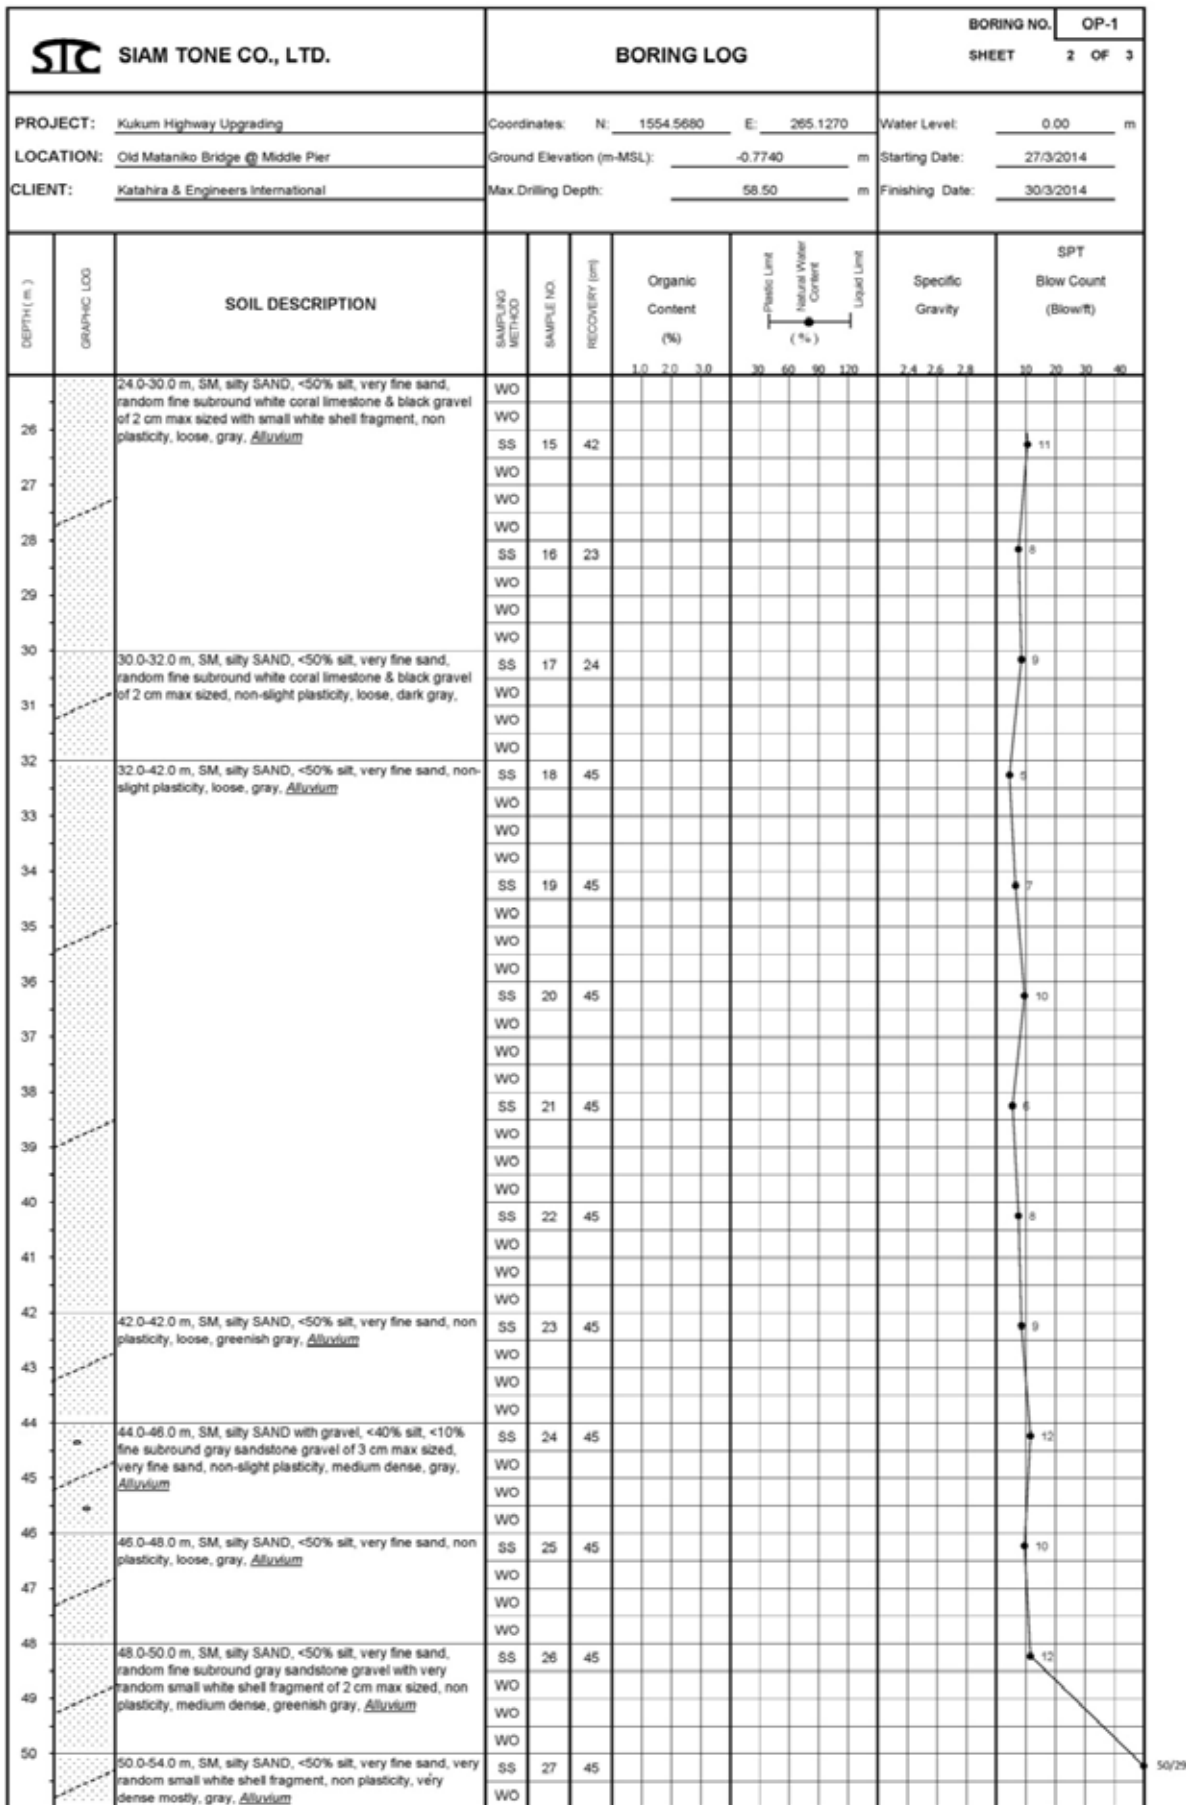 STC SIAM TONE CO., LTD.
BORING LOG
BORING NO. OP-1
SHEET 2 OF 3
PROJECT: Kukum Highway Upgrading
LOCATION: Old Mataniko Bridge @ Middle Pier
CLIENT: Katahira & Engineers International
Coordinates: N: 1554.5680 E: 265.1270
Ground Elevation (m-MSL): -0.7740 m
Max.Drilling Depth: 58.50 m
Water Level: 0.00 m
Starting Date: 27/3/2014
Finishing Date: 30/3/2014
DEPTH ( m. )
GRAPHIC LOG
SOIL DESCRIPTION
SAMPLING
METHOD
SAMPLE NO.
RECOVERY (cm)
Organic
Content
(%)
1.0 2.0 3.0
Plastic Limit
Natural Water
Content
Liquid Limit
( % )
30 60 90 120
Specific
Gravity
2.4 2.6 2.8
SPT
Blow Count
(Blow/ft)
10 20 30 40
24.0-30.0 m, SM, silty SAND, <50% silt, very fine sand,
random fine subround white coral limestone & black gravel
of 2 cm max sized with small white shell fragment, non
plasticity, loose, gray, Alluvium
WO
WO
26
SS 15 42 11
WO
27
WO
WO
28
SS 16 23 8
WO
29
WO
WO
30
30.0-32.0 m, SM, silty SAND, <50% silt, very fine sand,
random fine subround white coral limestone & black gravel
of 2 cm max sized, non-slight plasticity, loose, dark gray,
SS 17 24 9
WO
31
WO
WO
32
32.0-42.0 m, SM, silty SAND, <50% silt, very fine sand, non-
slight plasticity, loose, gray, Alluvium
SS 18 45 5
WO
33
WO
WO
34
SS 19 45 7
WO
35
WO
WO
36
SS 20 45 10
WO
37
WO
WO
38
SS 21 45 6
WO
39
WO
WO
40
SS 22 45 8
WO
41
WO
WO
42
42.0-42.0 m, SM, silty SAND, <50% silt, very fine sand, non
plasticity, loose, greenish gray, Alluvium
SS 23 45 9
WO
43
WO
WO
44
44.0-46.0 m, SM, silty SAND with gravel, <40% silt, <10%
fine subround gray sandstone gravel of 3 cm max sized,
very fine sand, non-slight plasticity, medium dense, gray,
Alluvium
SS 24 45 12
WO
45
WO
WO
46
46.0-48.0 m, SM, silty SAND, <50% silt, very fine sand, non
plasticity, loose, gray, Alluvium
SS 25 45 10
WO
47
WO
WO
48
48.0-50.0 m, SM, silty SAND, <50% silt, very fine sand,
random fine subround gray sandstone gravel with very
random small white shell fragment of 2 cm max sized, non
plasticity, medium dense, greenish gray, Alluvium
SS 26 45 12
WO
49
WO
WO
50
50.0-54.0 m, SM, silty SAND, <50% silt, very fine sand, very
random small white shell fragment, non plasticity, very
dense mostly, gray, Alluvium
SS 27 45 50/29
WO